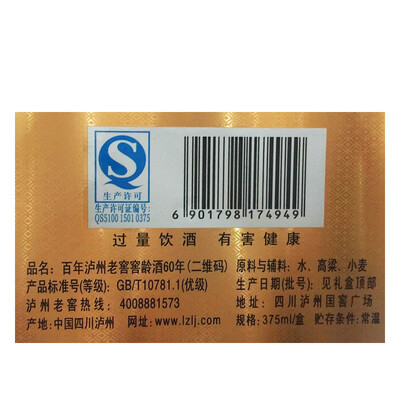 S
生产许可
生产许可证编号:
QS5100 1501 0375
6 901798 174949
过量饮酒 有害健康
品名: 百年泸州老窖窖龄酒60年(二维码)
产品标准号(等级): GB/T10781.1(优级)
泸州老窖热线: 4008881573
产地:中国四川泸州 网址:www.lzlj.com
原料与辅料: 水、高粱、小麦
生产日期(批号): 见礼盒顶部
地址: 四川泸州国窖广场
规格: 375ml/盒 贮存条件: 常温